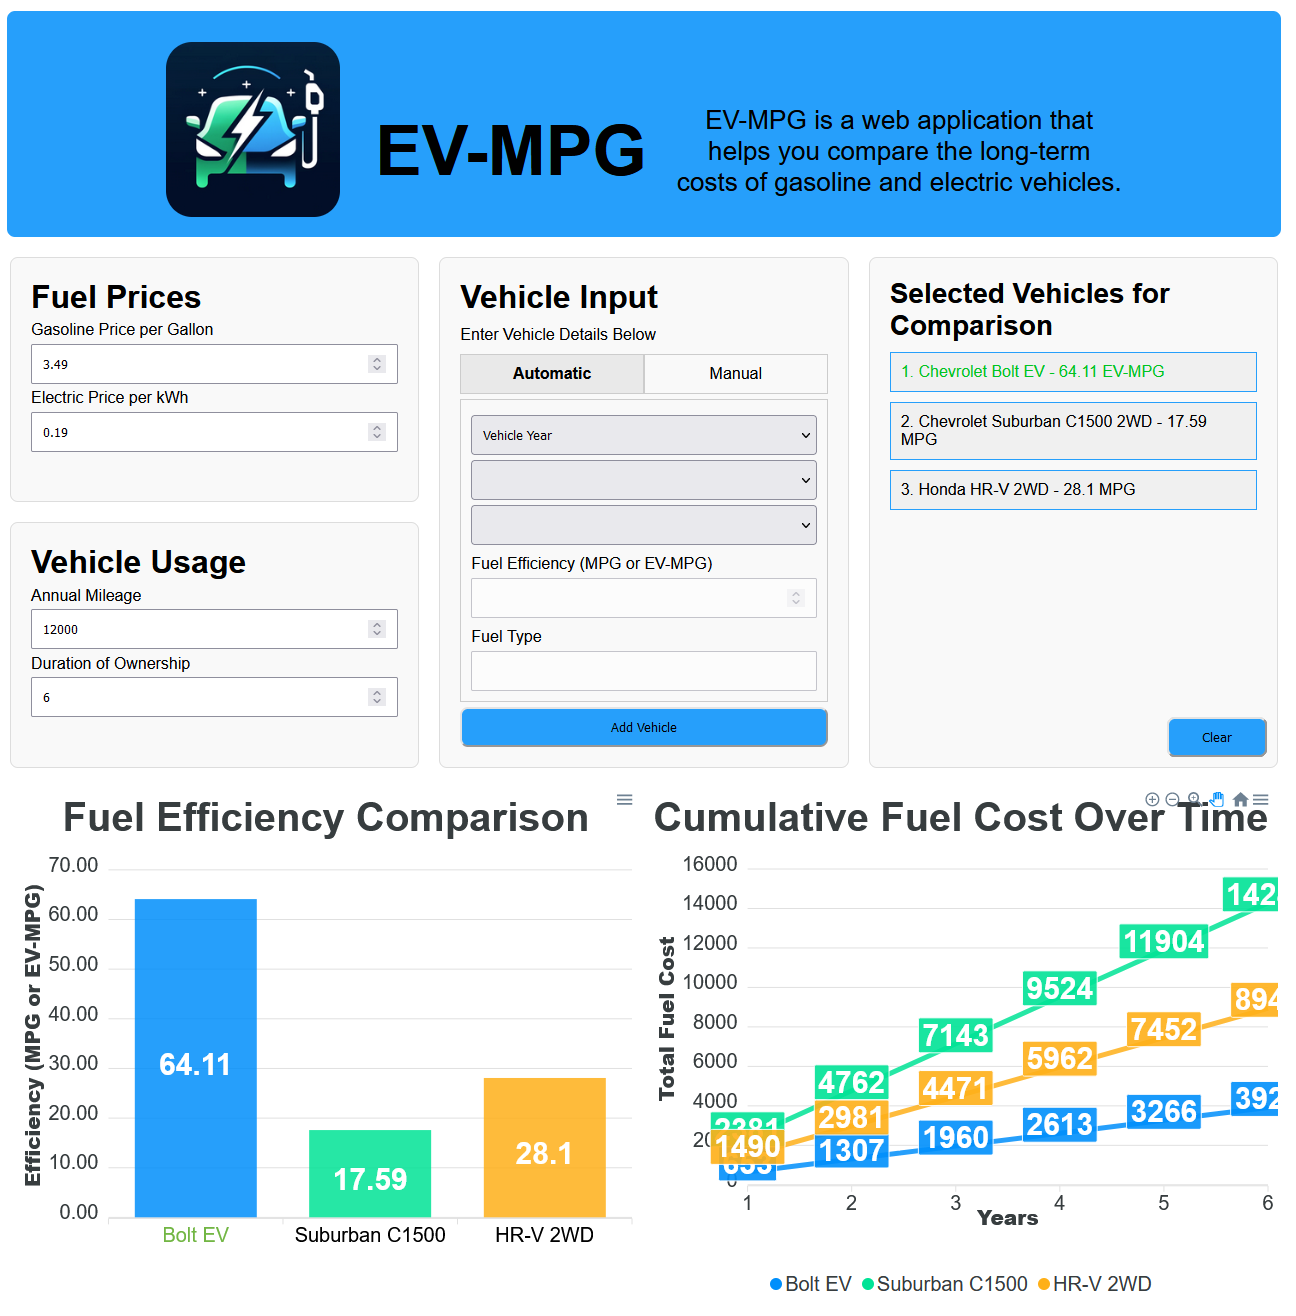 EV-MPG
EV-MPG is a web application that
helps you compare the long-term
costs of gasoline and electric vehicles.
Fuel Prices
Gasoline Price per Gallon
3.49
Electric Price per kWh
0.19
Vehicle Usage
Annual Mileage
12000
Duration of Ownership
6
Vehicle Input
Enter Vehicle Details Below
Automatic
Manual
Vehicle Year
Fuel Efficiency (MPG or EV-MPG)
Fuel Type
Add Vehicle
Selected Vehicles for
Comparison
1. Chevrolet Bolt EV - 64.11 EV-MPG
2. Chevrolet Suburban C1500 2WD - 17.59
MPG
3. Honda HR-V 2WD - 28.1 MPG
Clear
Fuel Efficiency Comparison
Efficiency (MPG or EV-MPG)
70.00
60.00
50.00
40.00
30.00
20.00
10.00
0.00
64.11
17.59
28.1
Bolt EV
Suburban C1500
HR-V 2WD
Cumulative Fuel Cost Over Time
Total Fuel Cost
16000
14000
12000
10000
8000
6000
4000
0
2381
4762
7143
9524
11904
142
1490
2981
4471
5962
7452
894
653
1307
1960
2613
3266
392
1
2
3
4
5
6
Years
Bolt EV
Suburban C1500
HR-V 2WD